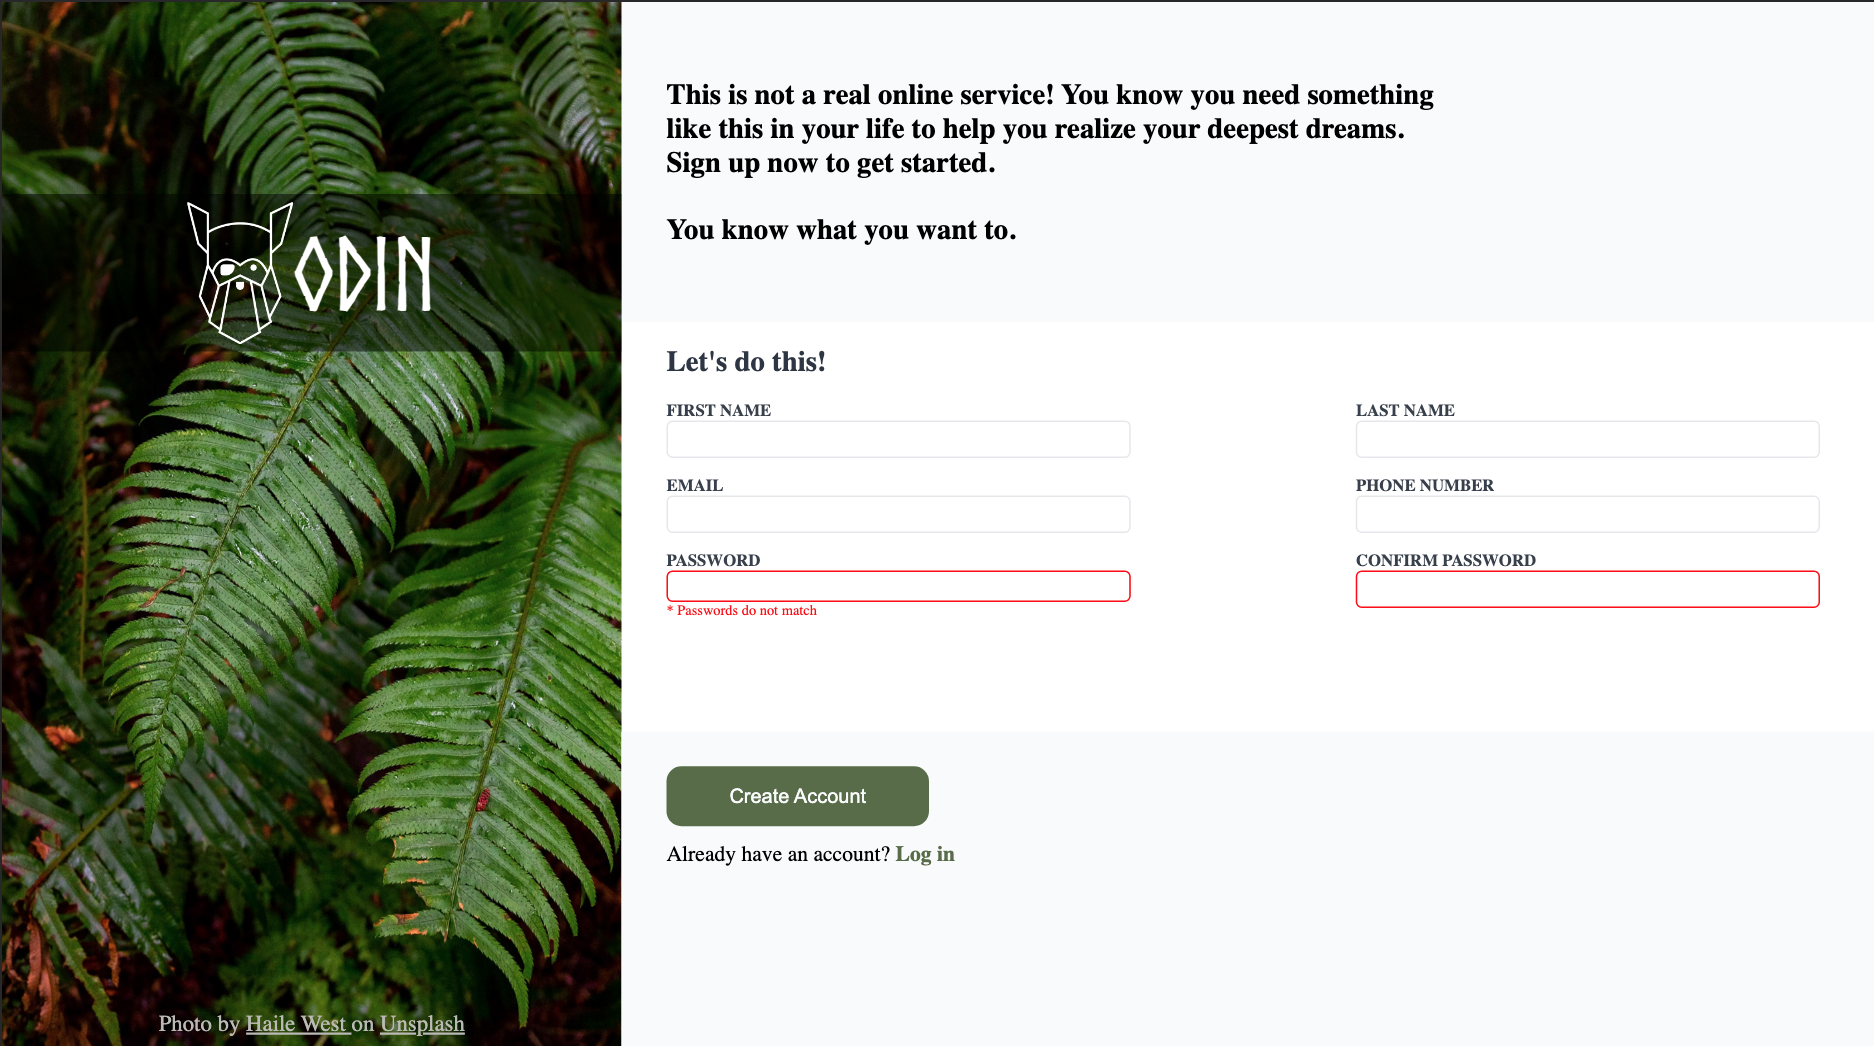 ODIN
Photo by Haile West on Unsplash
This is not a real online service! You know you need something
like this in your life to help you realize your deepest dreams.
Sign up now to get started.
You know what you want to.
Let's do this!
FIRST NAME
LAST NAME
EMAIL
PHONE NUMBER
PASSWORD
CONFIRM PASSWORD
* Passwords do not match
Create Account
Already have an account? Log in